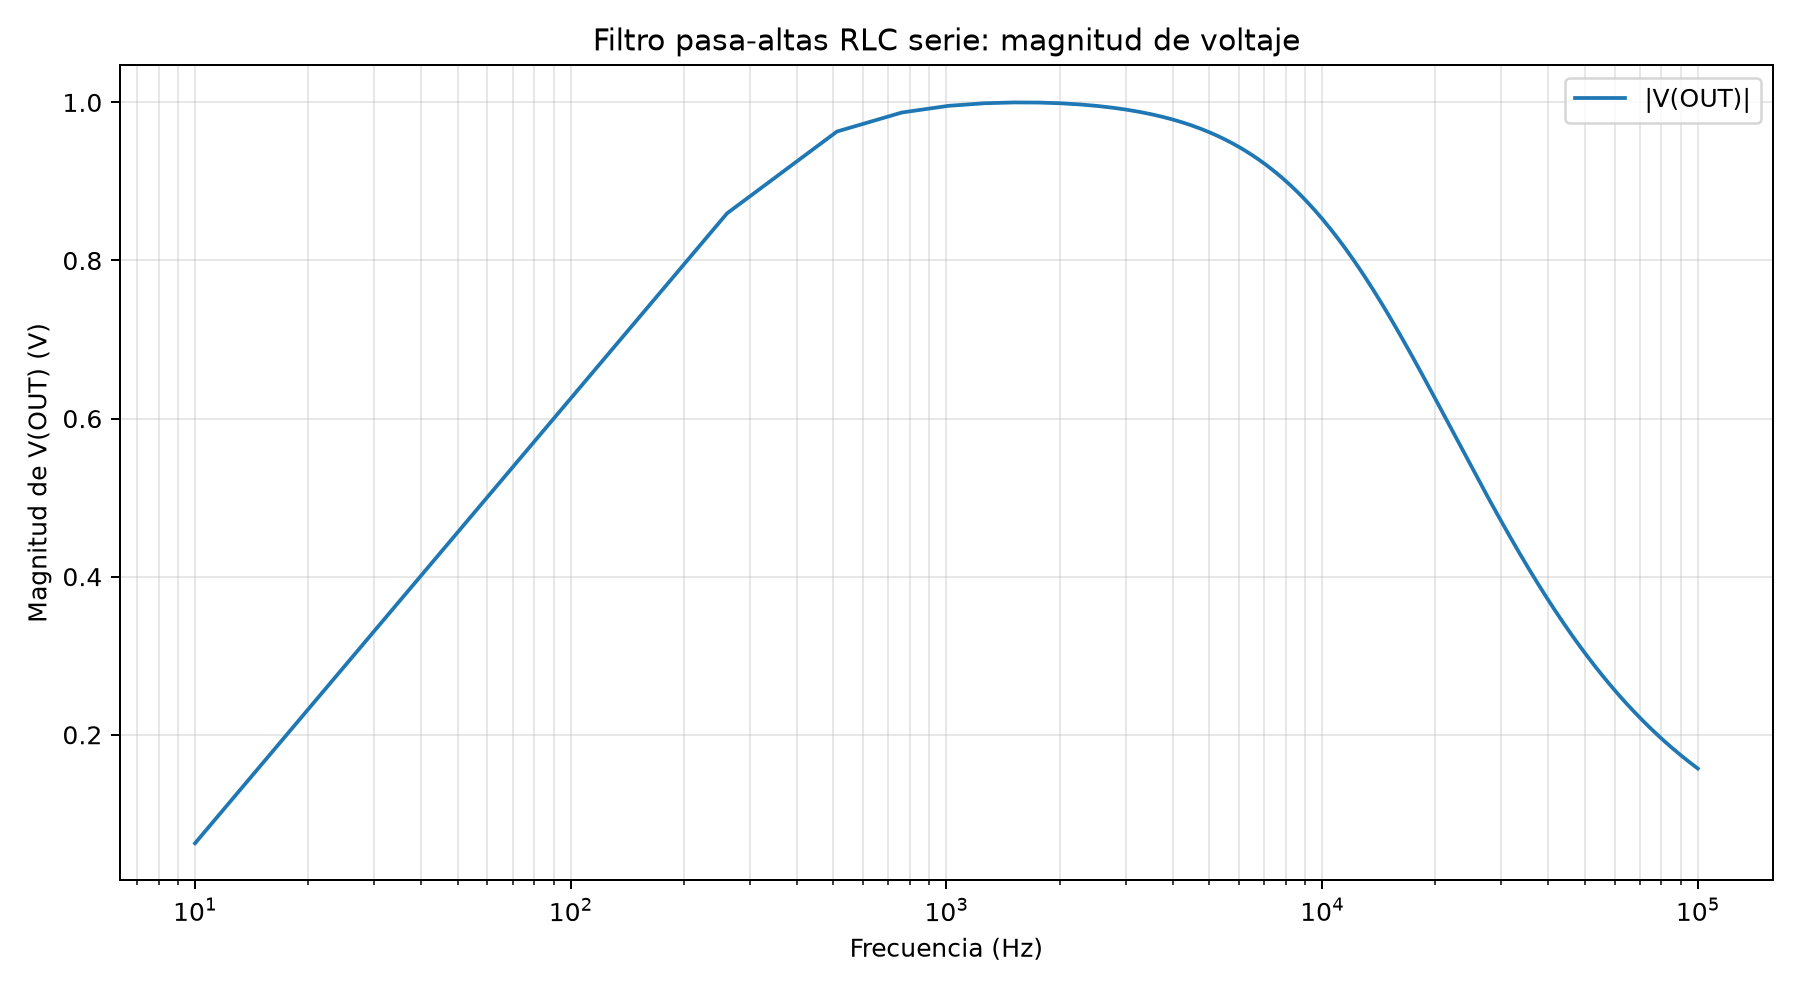 Filtro pasa-altas RLC serie: magnitud de voltaje
|V(OUT)|
Magnitud de V(OUT) (V)
1.0
0.8
0.6
0.4
0.2
10¹ 10² 10³ 10⁴ 10⁵
Frecuencia (Hz)